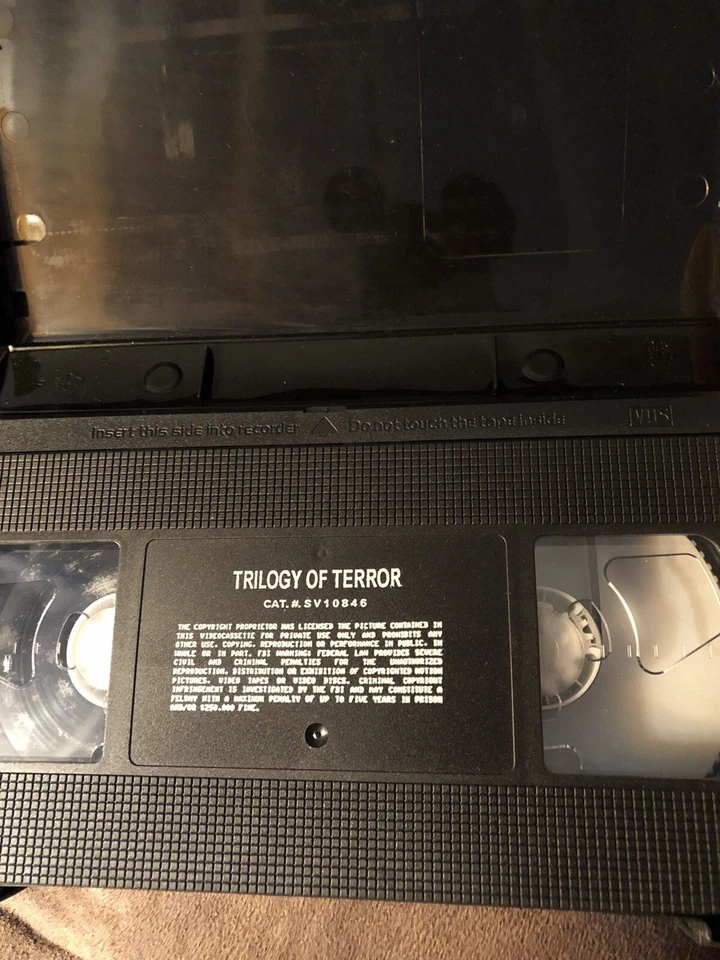 Insert this side into recorder Do not touch the tape inside VHS
TRILOGY OF TERROR
CAT.#.SV10846
THE COPYRIGHT PROPRIETOR HAS LICENSED THE PICTURE CONTAINED IN
THIS VIDEOCASSETTE FOR PRIVATE USE ONLY AND PROHIBITS ANY
OTHER USE, COPYING, REPRODUCTION OR PERFORMANCE IN PUBLIC, IN
WHOLE OR IN PART. FBI WARNING: FEDERAL LAW PROVIDES SEVERE
CIVIL AND CRIMINAL PENALTIES FOR THE UNAUTHORIZED
REPRODUCTION, DISTRIBUTION OR EXHIBITION OF COPYRIGHTED MOTION
PICTURES, VIDEO TAPES OR VIDEO DISCS. CRIMINAL COPYRIGHT
INFRINGEMENT IS INVESTIGATED BY THE FBI AND MAY CONSTITUTE A
FELONY WITH A MAXIMUM PENALTY OF UP TO FIVE YEARS IN PRISON
AND/OR $250.000 FINE.